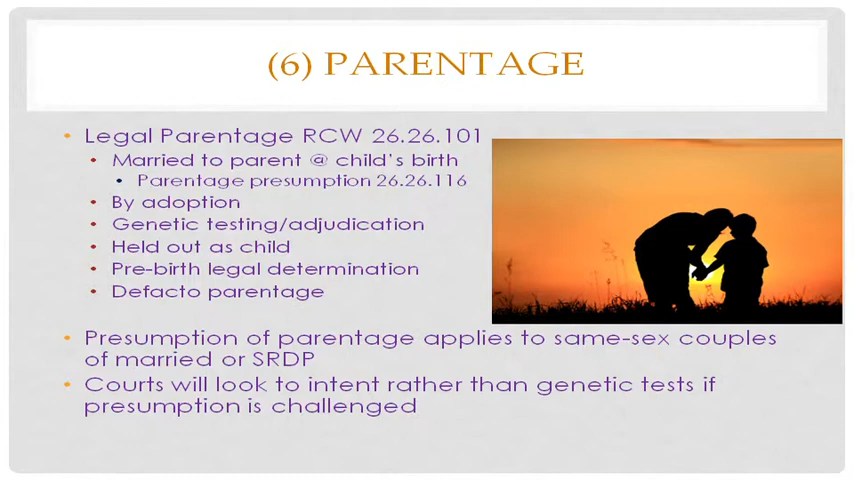 (6) PARENTAGE
• Legal Parentage RCW 26.26.101
• Married to parent @ child's birth
• Parentage presumption 26.26.116
• By adoption
• Genetic testing/adjudication
• Held out as child
• Pre-birth legal determination
• Defacto parentage
• Presumption of parentage applies to same-sex couples
of married or SRDP
• Courts will look to intent rather than genetic tests if
presumption is challenged